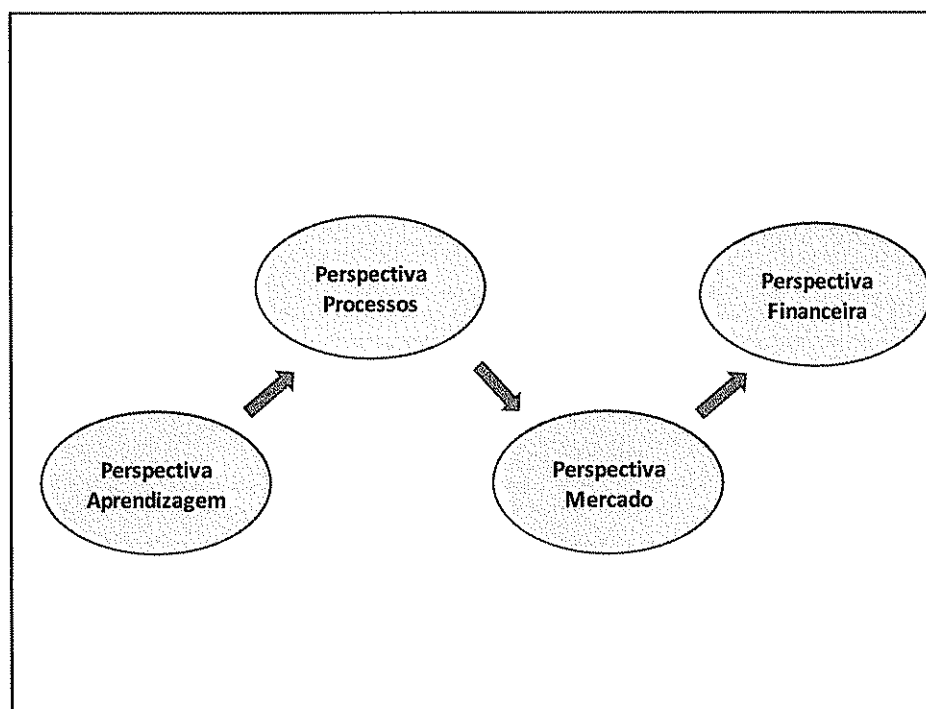 Perspectiva
Processos
Perspectiva
Financeira
Perspectiva
Aprendizagem
Perspectiva
Mercado